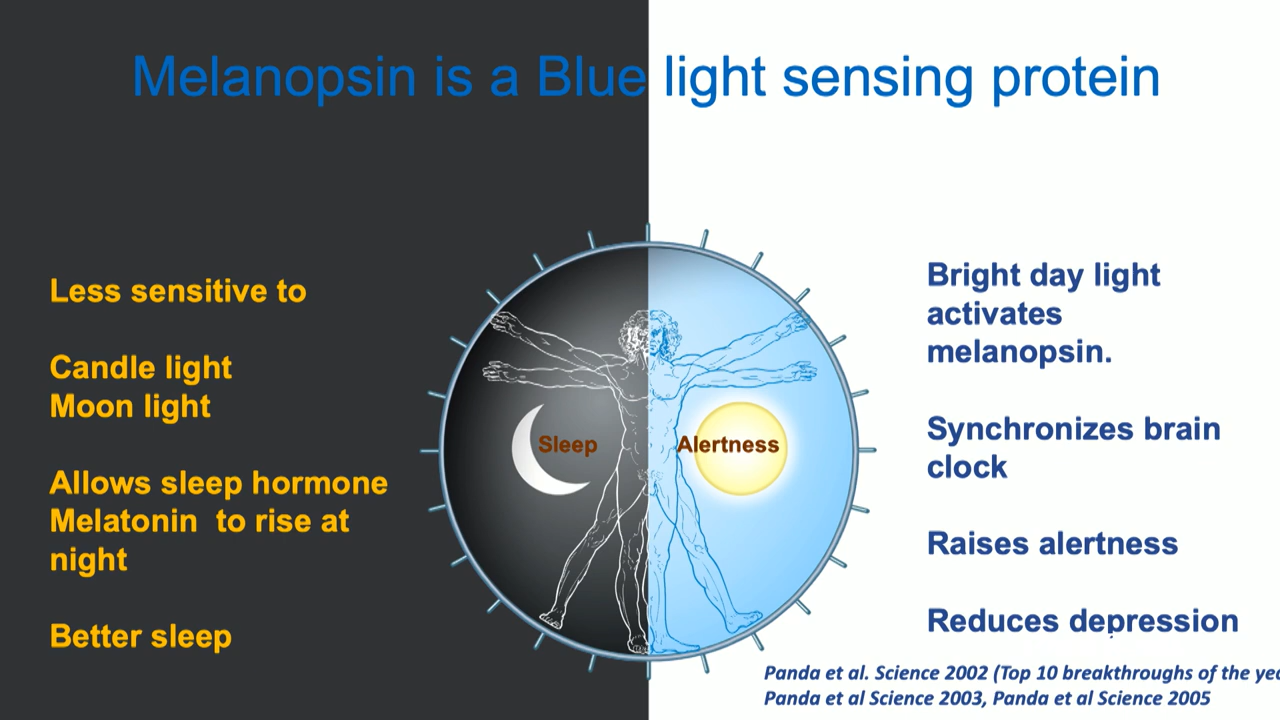 Melanopsin is a Blue light sensing protein
Less sensitive to
Candle light
Moon light
Allows sleep hormone
Melatonin to rise at
night
Better sleep
Sleep
Alertness
Bright day light
activates
melanopsin.
Synchronizes brain
clock
Raises alertness
Reduces depression
Panda et al. Science 2002 (Top 10 breakthroughs of the
Panda et al Science 2003, Panda et al Science 2005